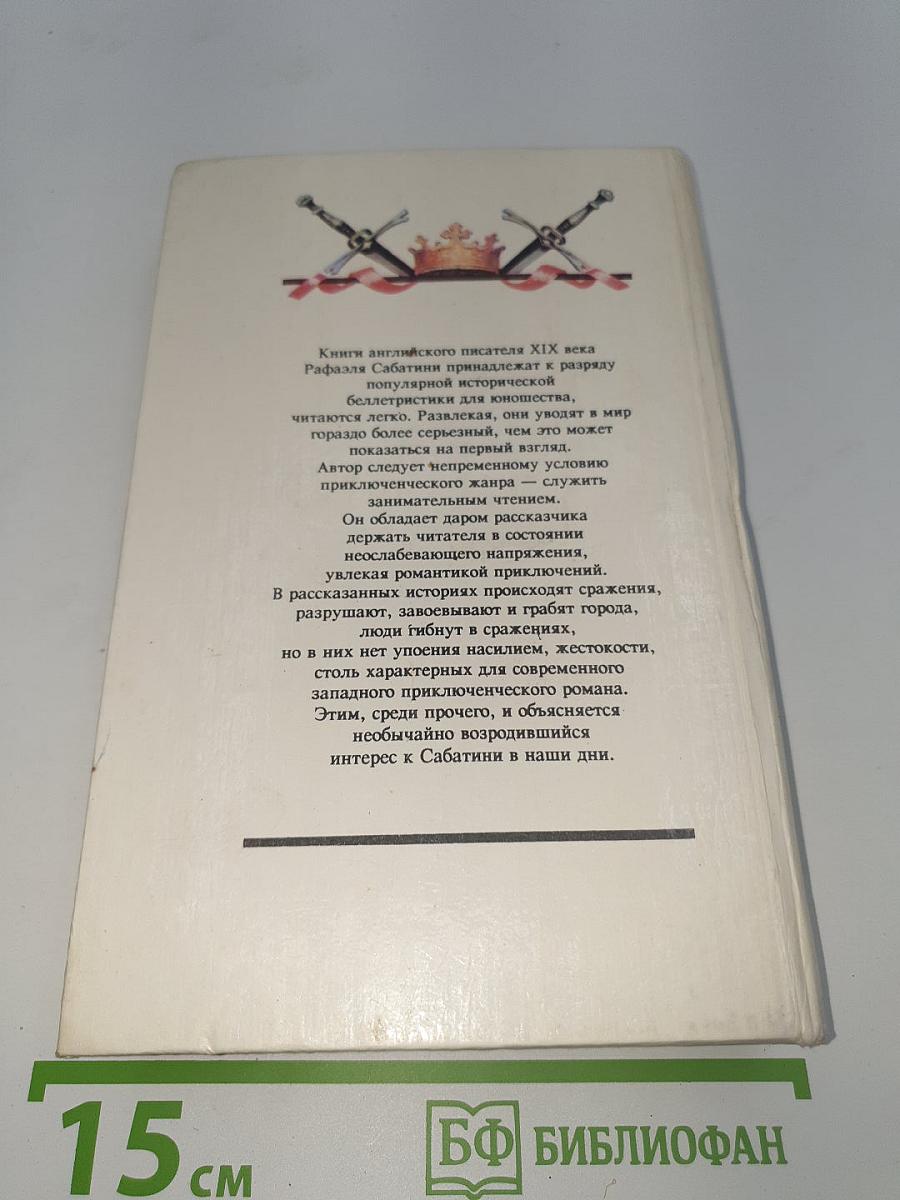 Книги английского писателя XIX века
Рафаэля Сабатини принадлежат к разряду
популярной исторической
беллетристики для юношества,
читаются легко. Развлекая, они уводят в мир
гораздо более серьезный, чем это может
показаться на первый взгляд.
Автор следует непременному условию
приключенческого жанра — служить
занимательным чтением.
Он обладает даром рассказчика
держать читателя в состоянии
неослабевающего напряжения,
увлекая романтикой приключений.
В рассказанных историях происходят сражения,
разрушают, завоевывают и грабят города,
люди гибнут в сражениях,
но в них нет упоения насилием, жестокости,
столь характерных для современного
западного приключенческого романа.
Этим, среди прочего, и объясняется
необычайно возродившийся
интерес к Сабатини в наши дни.
15 см
БФ БИБЛИОФАН